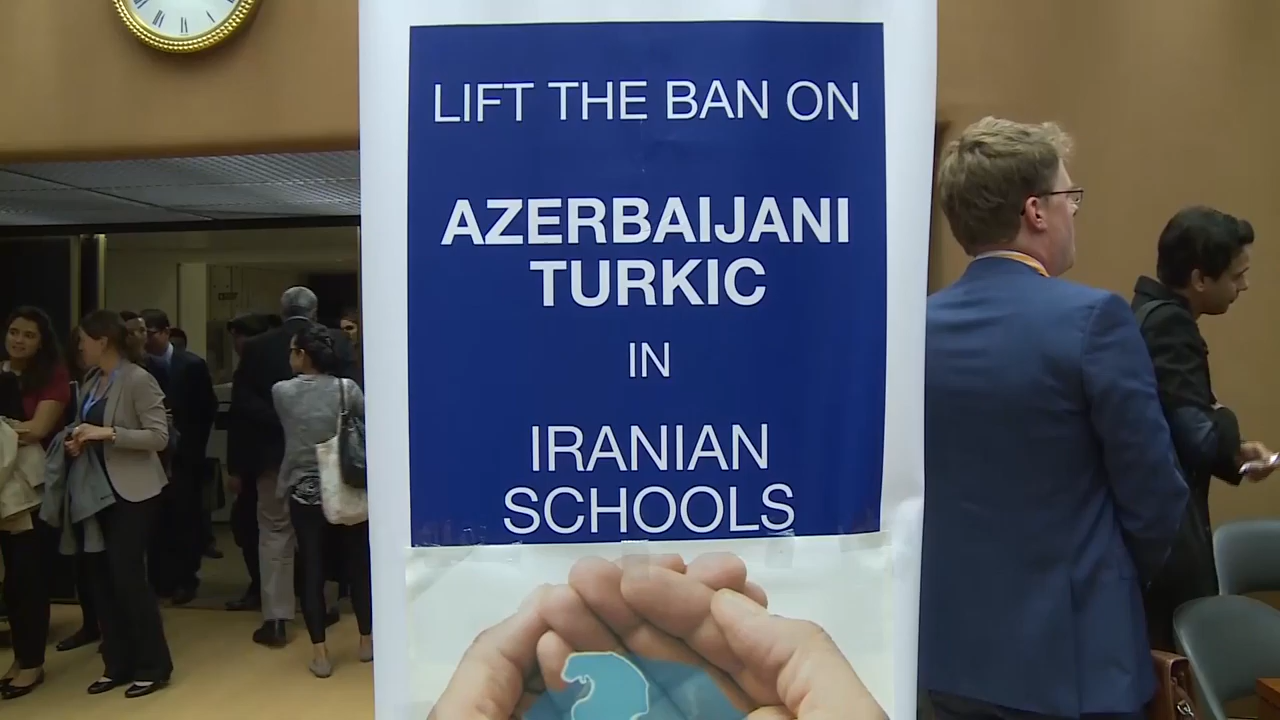 LIFT THE BAN ON
AZERBAIJANI
TURKIC
IN
IRANIAN
SCHOOLS